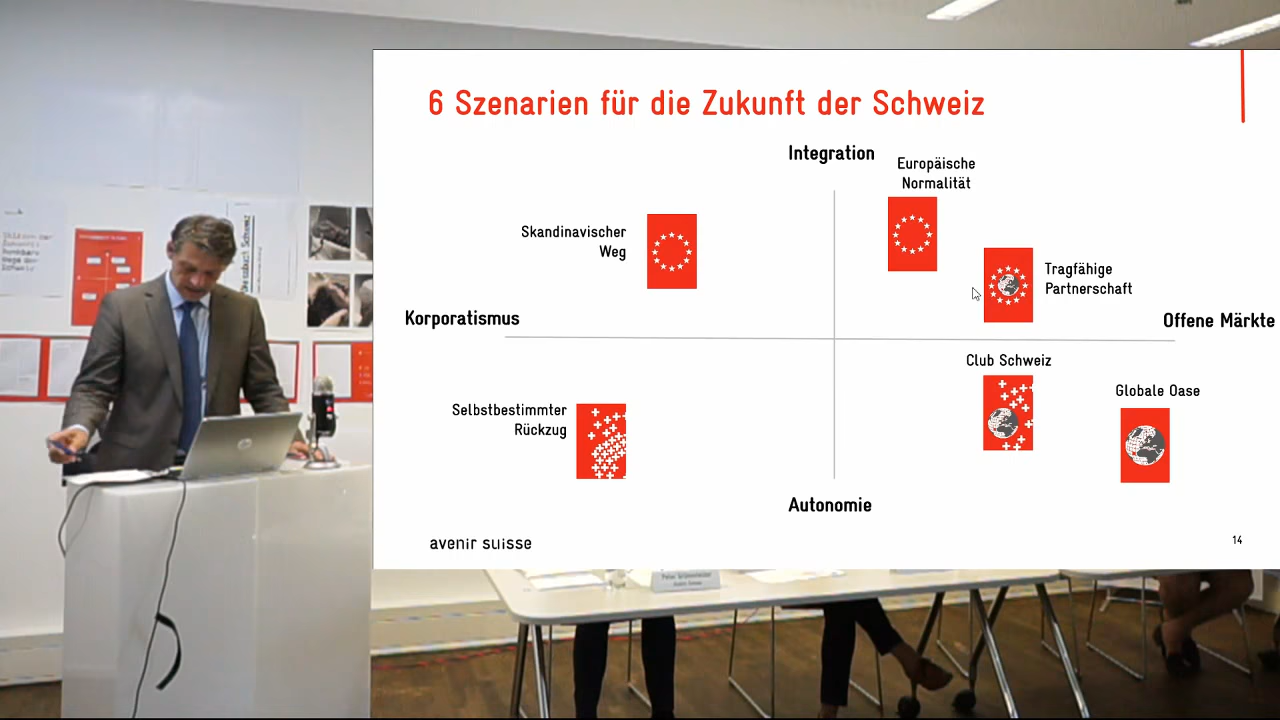 6 Szenarien für die Zukunft der Schweiz
Integration
Europäische
Normalität
Skandinavischer
Weg
Tragfähige
Partnerschaft
Korporatismus
Offene Märkte
Club Schweiz
Globale Oase
Selbstbestimmter
Rückzug
Autonomie
avenir suisse
14